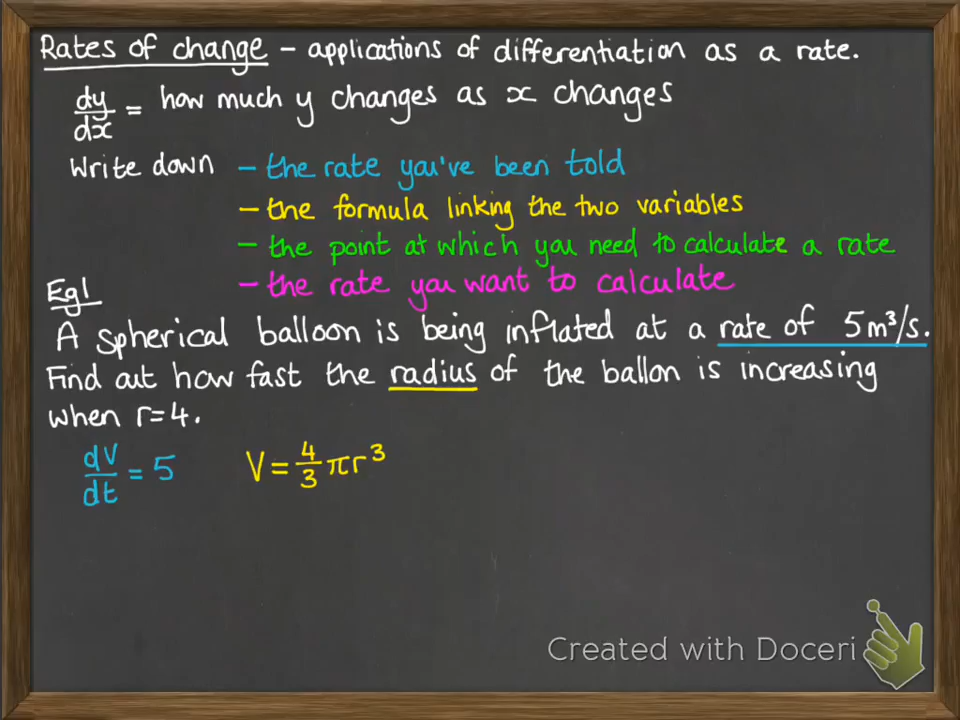 Rates of change - applications of differentiation as a rate.
dy/dx = how much y changes as x changes
Write down - the rate you've been told
- the formula linking the two variables
- the point at which you need to calculate a rate
- the rate you want to calculate
Eg1
A spherical balloon is being inflated at a rate of 5m³/s.
Find out how fast the radius of the ballon is increasing
when r=4.
dV/dt = 5 V = 4/3 πr³
Created with Doceri